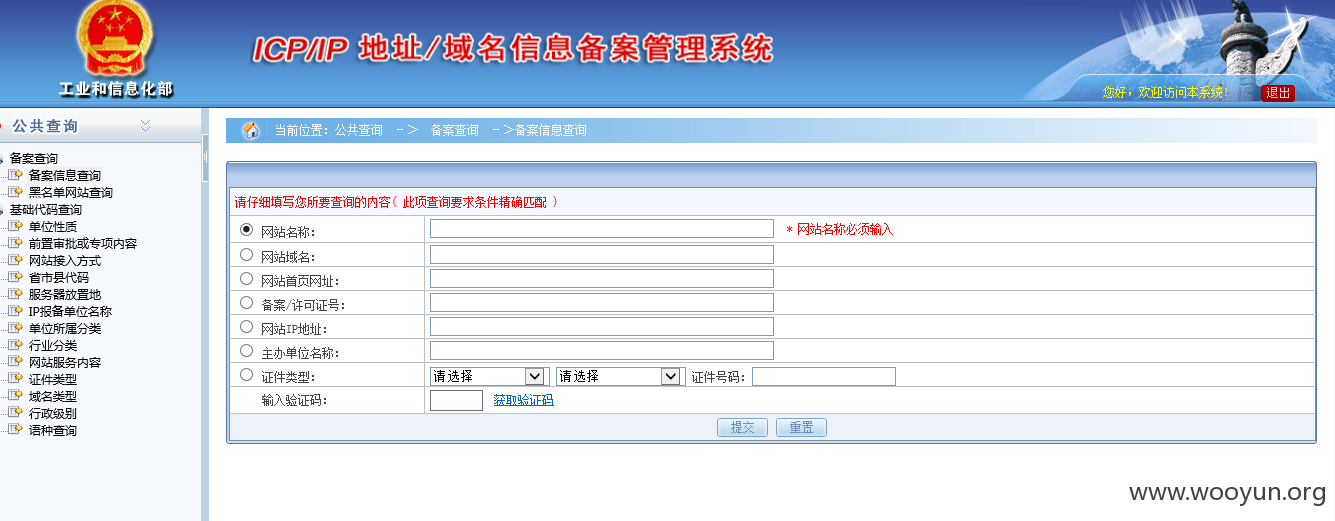 工业和信息化部
ICP/IP 地址/域名信息备案管理系统
您好，欢迎访问本系统! 退出
公共查询
备案查询
备案信息查询
黑名单网站查询
基础代码查询
单位性质
前置审批或专项内容
网站接入方式
省市县代码
服务器放置地
IP报备单位名称
单位所属分类
行业分类
网站服务内容
证件类型
域名类型
行政级别
语种查询
当前位置: 公共查询 -> 备案查询 ->备案信息查询
请仔细填写您所要查询的内容( 此项查询要求条件精确匹配 )
网站名称: * 网站名称必须输入
网站域名:
网站首页网址:
备案/许可证号:
网站IP地址:
主办单位名称:
证件类型: 请选择 请选择 证件号码:
输入验证码: 获取验证码
提交 重置
www.wooyun.org